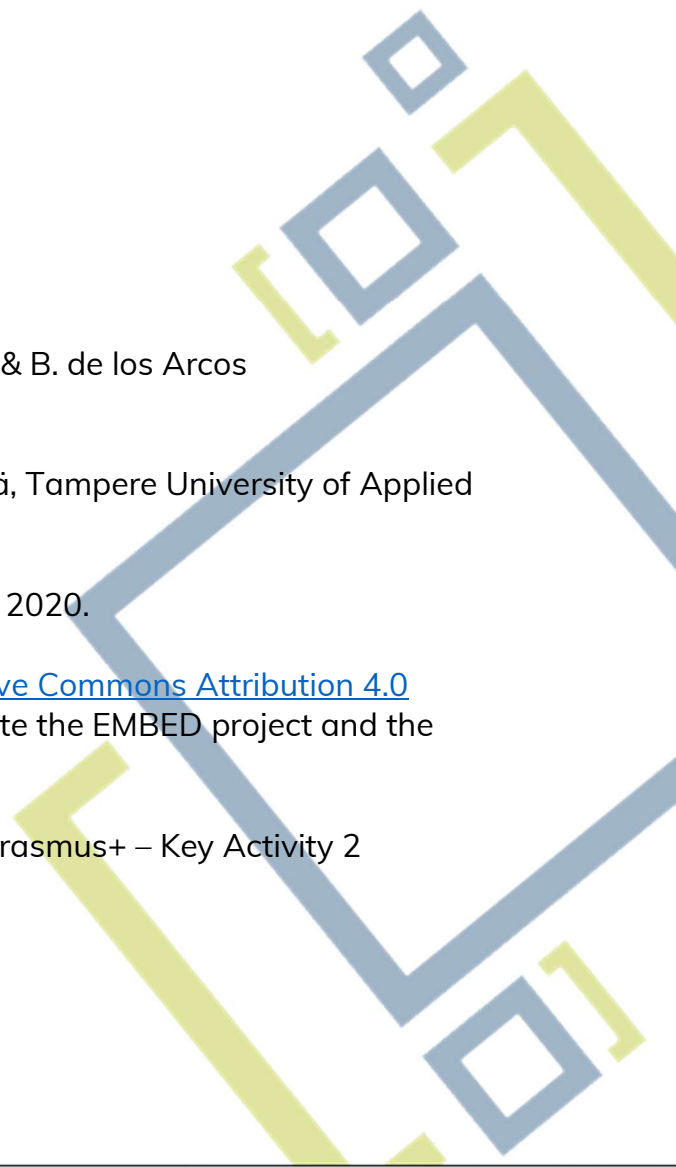 & B. de los Arcos
ä, Tampere University of Applied
2020.
ve Commons Attribution 4.0
te the EMBED project and the
rasmus+ – Key Activity 2